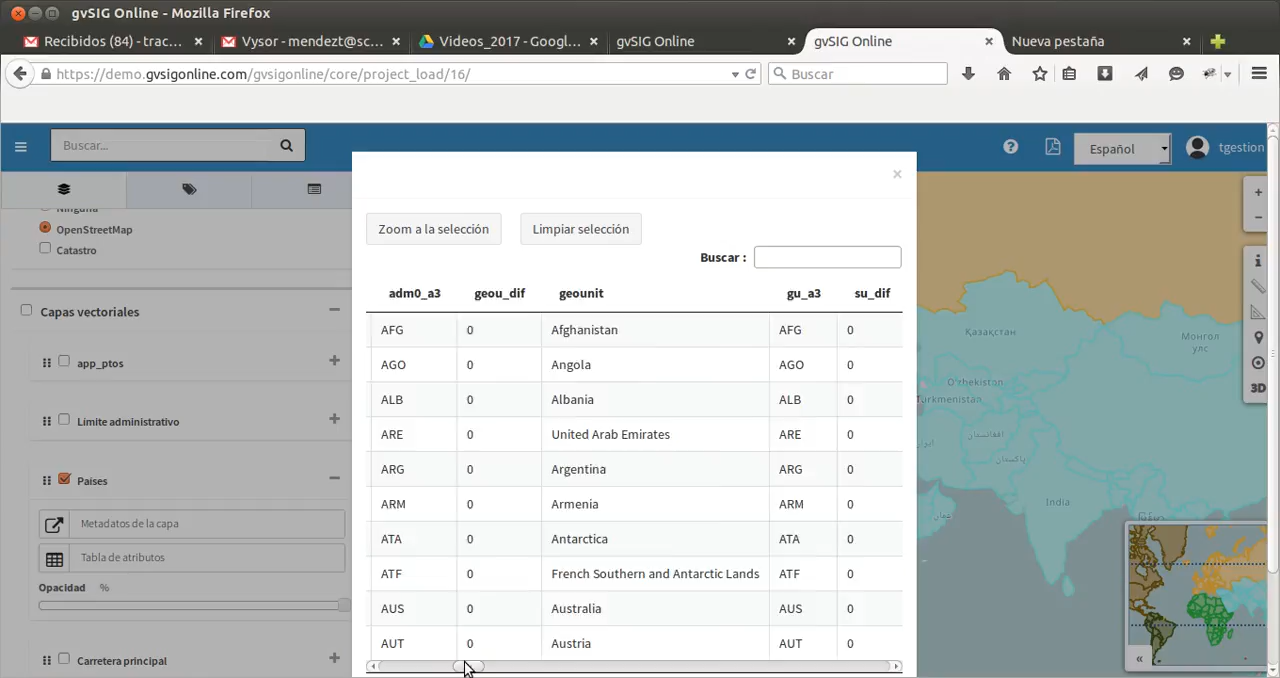 gvSIG Online - Mozilla Firefox
Recibidos (84) - trac...
Vysor - mendezt@sc...
Videos_2017 - Googl...
gvSIG Online
gvSIG Online
Nueva pestaña
https://demo.gvsigonline.com/gvsigonline/core/project_load/16/
Buscar
Buscar...
Español
tgestion
Ninguna
OpenStreetMap
Catastro
Capas vectoriales
app_ptos
Límite administrativo
Países
Metadatos de la capa
Tabla de atributos
Opacidad %
Carretera principal
×
Zoom a la selección
Limpiar selección
Buscar :
adm0_a3 geou_dif geounit gu_a3 su_dif
AFG 0 Afghanistan AFG 0
AGO 0 Angola AGO 0
ALB 0 Albania ALB 0
ARE 0 United Arab Emirates ARE 0
ARG 0 Argentina ARG 0
ARM 0 Armenia ARM 0
ATA 0 Antarctica ATA 0
ATF 0 French Southern and Antarctic Lands ATF 0
AUS 0 Australia AUS 0
AUT 0 Austria AUT 0
Қазақстан
Монгол
улс
O'zbekiston
Turkmenistan
افغانستان
ایران
پاکستان
India
عمان
+
−
3D
«